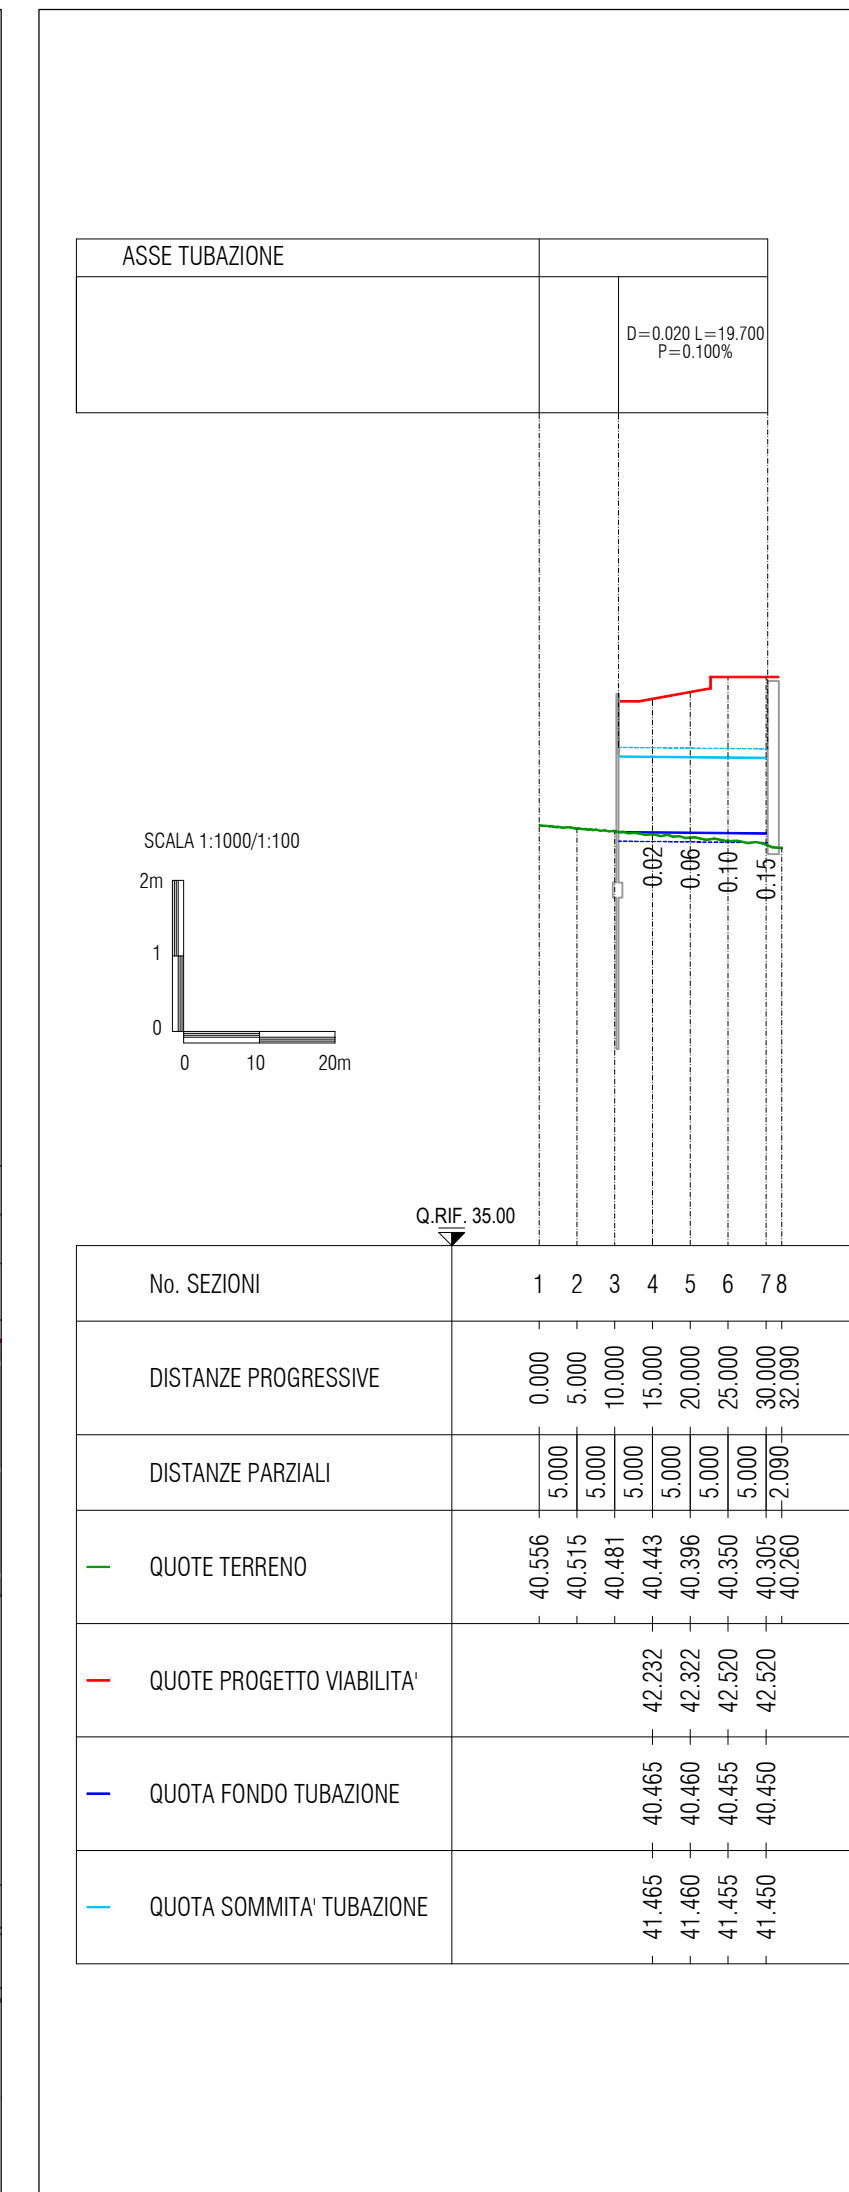 ASSE TUBAZIONE
D=0.020 L=19.700
P=0.100%
SCALA 1:1000/1:100
2m
1
0
0 10 20m
0.02 0.06 0.10 0.15
Q.RIF. 35.00
No. SEZIONI 1 2 3 4 5 6 7 8
DISTANZE PROGRESSIVE 0.000 5.000 10.000 15.000 20.000 25.000 30.000 32.090
DISTANZE PARZIALI 5.000 5.000 5.000 5.000 5.000 5.000 2.090
QUOTE TERRENO 40.556 40.515 40.481 40.443 40.396 40.350 40.305 40.260
QUOTE PROGETTO VIABILITA' 42.232 42.322 42.520 42.520
QUOTA FONDO TUBAZIONE 40.465 40.460 40.455 40.450
QUOTA SOMMITA' TUBAZIONE 41.465 41.460 41.455 41.450